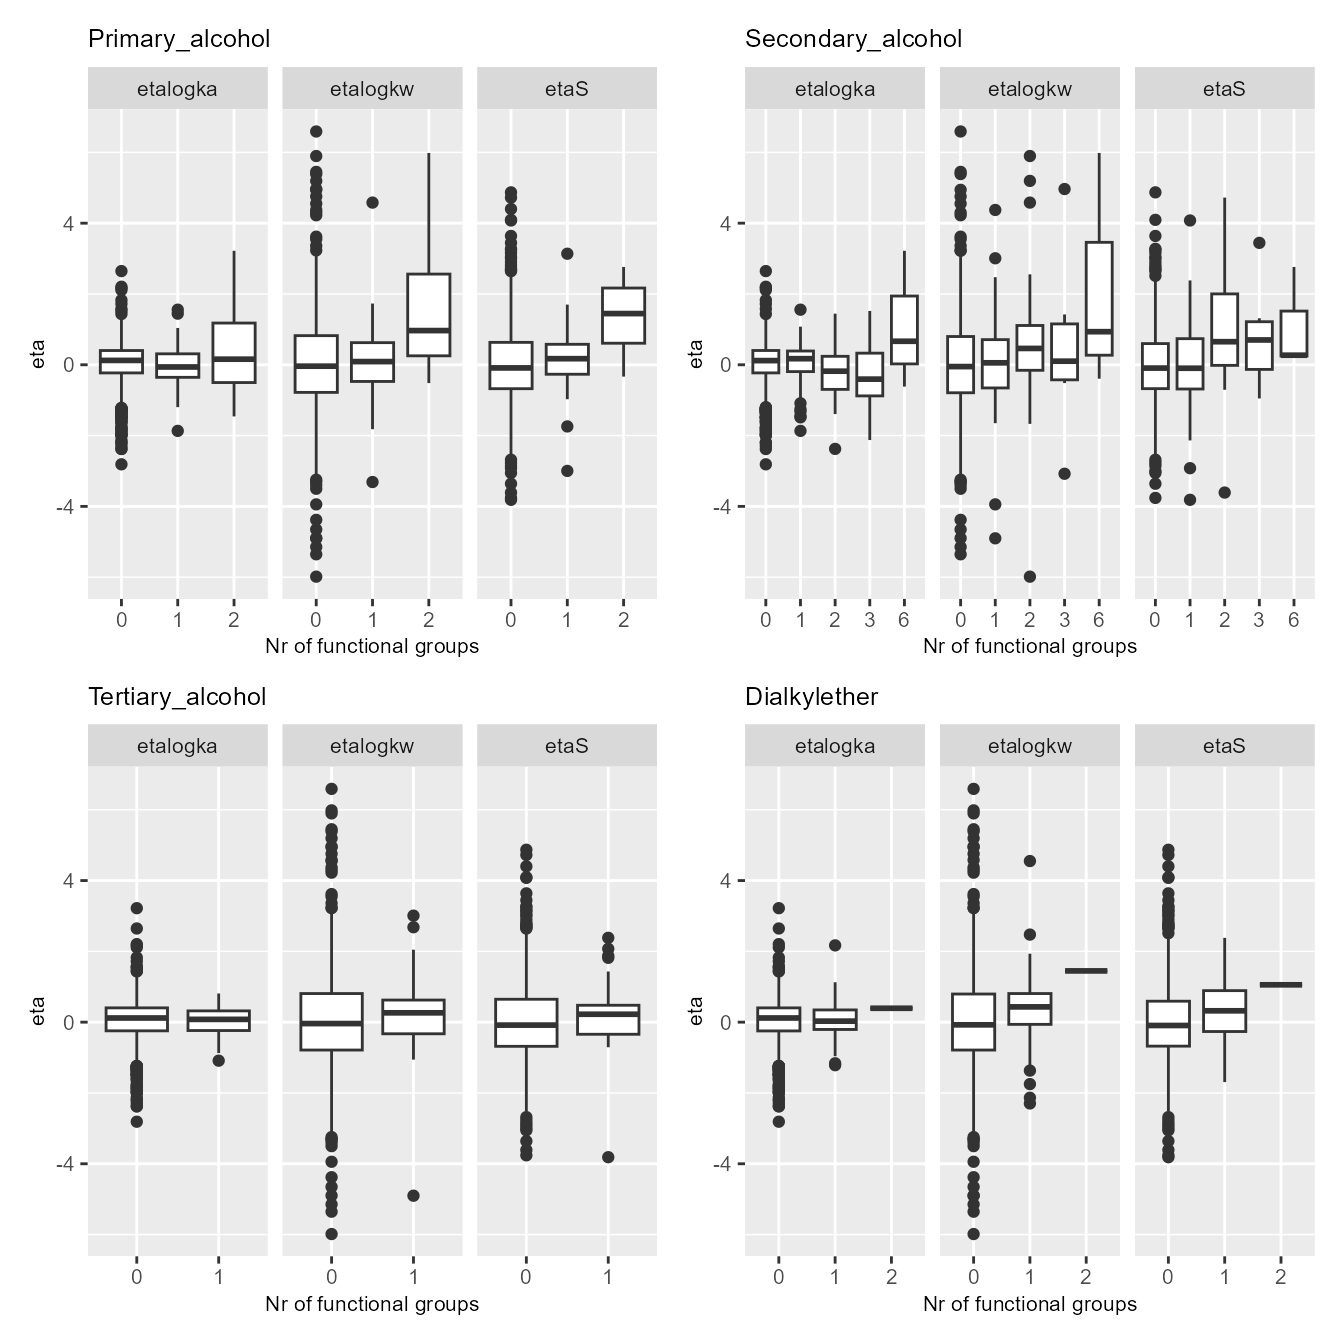 Primary_alcohol
etalogka etalogkw etaS
eta
4
0
-4
0 1 2 0 1 2 0 1 2
Nr of functional groups
Secondary_alcohol
etalogka etalogkw etaS
eta
4
0
-4
0 1 2 3 6 0 1 2 3 6 0 1 2 3 6
Nr of functional groups
Tertiary_alcohol
etalogka etalogkw etaS
eta
4
0
-4
0 1 0 1 0 1
Nr of functional groups
Dialkylether
etalogka etalogkw etaS
eta
4
0
-4
0 1 2 0 1 2 0 1 2
Nr of functional groups